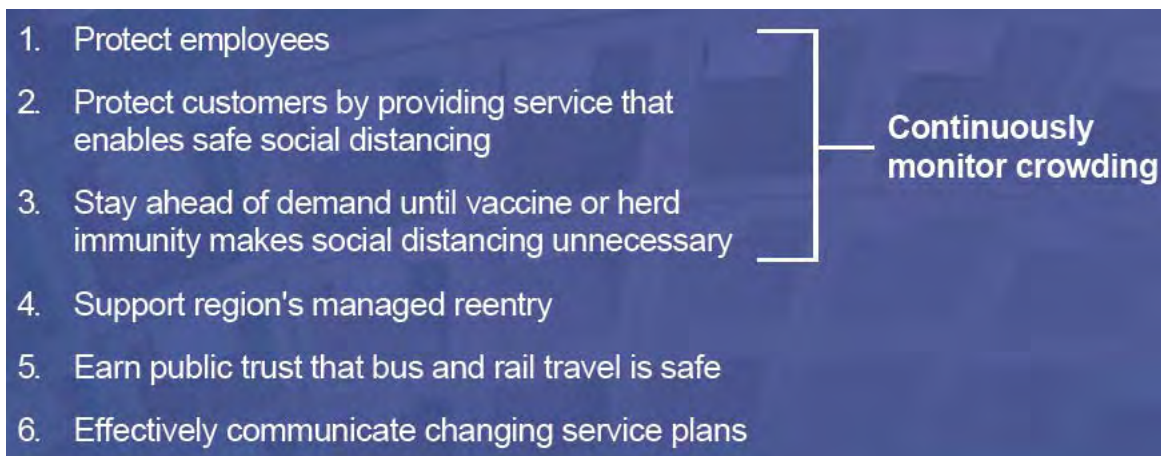 1. Protect employees
2. Protect customers by providing service that
enables safe social distancing
3. Stay ahead of demand until vaccine or herd
immunity makes social distancing unnecessary
4. Support region's managed reentry
5. Earn public trust that bus and rail travel is safe
6. Effectively communicate changing service plans
Continuously
monitor crowding